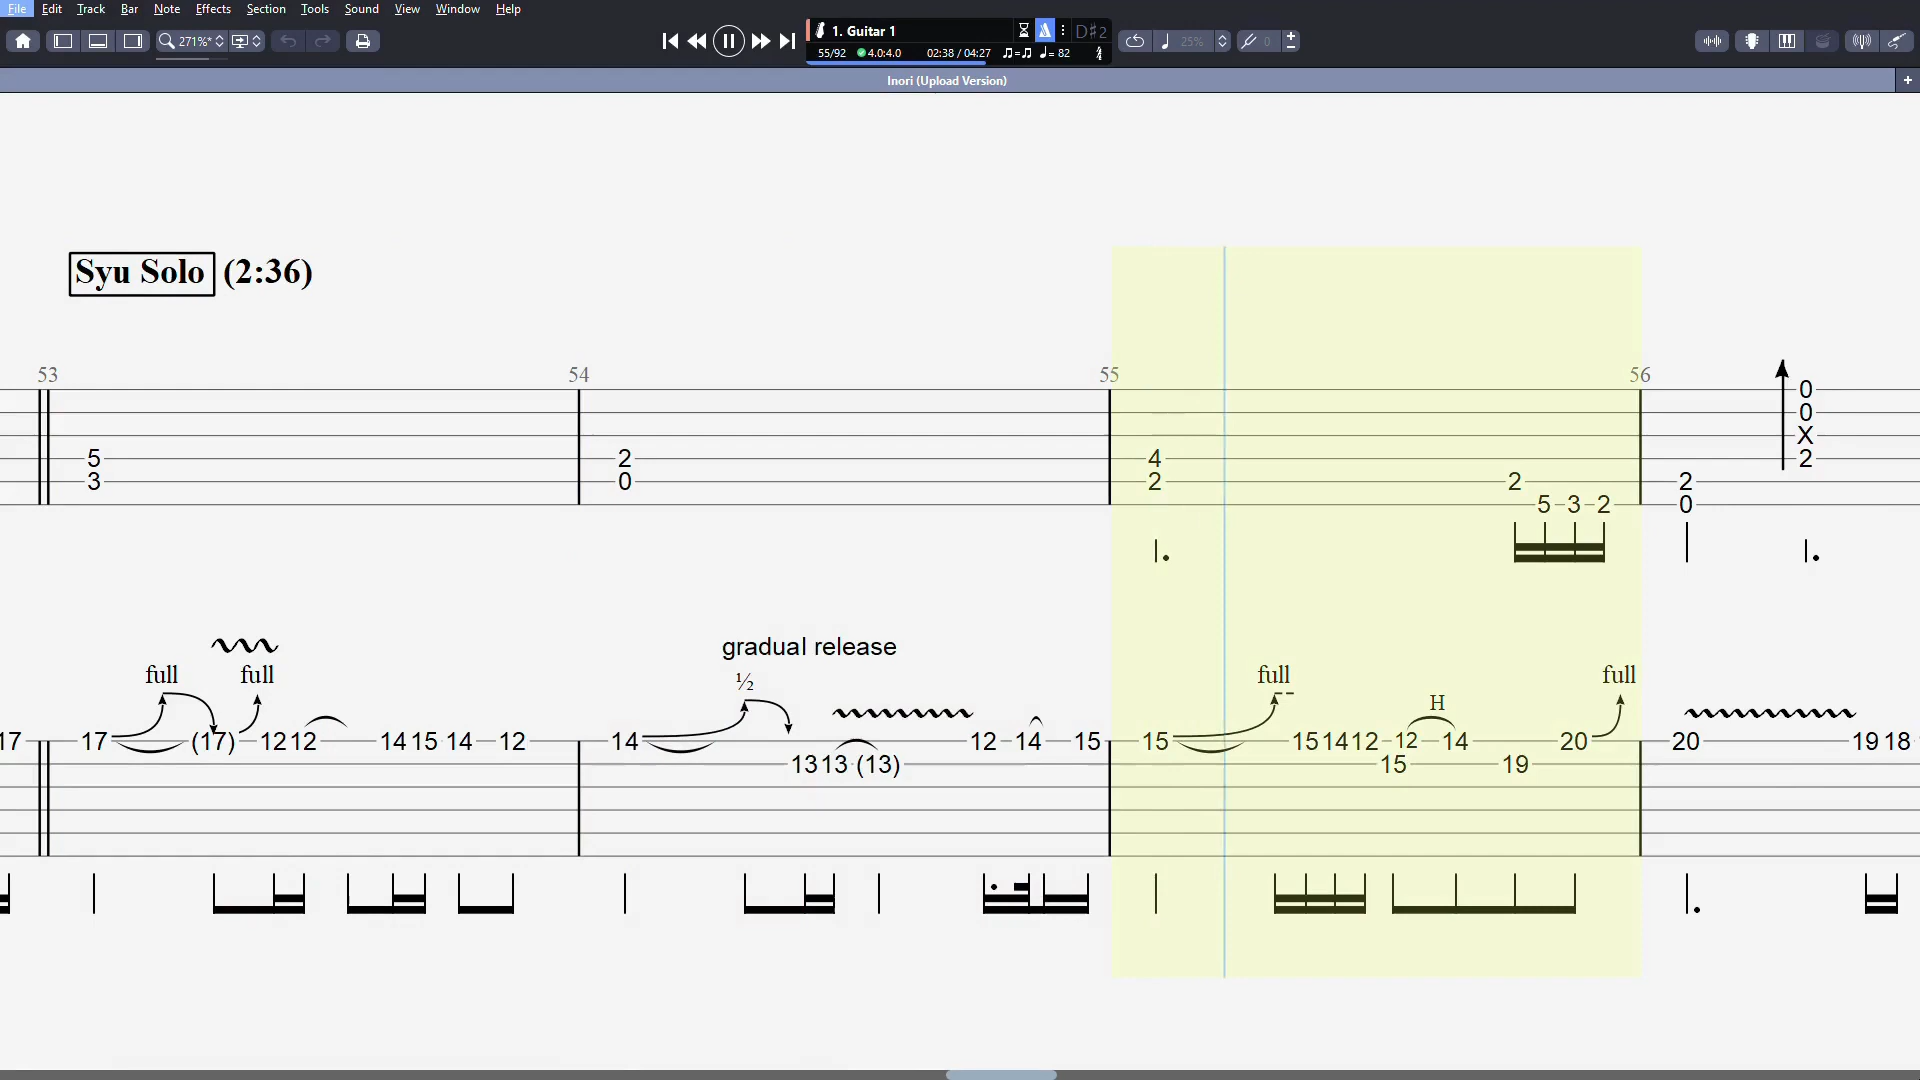 File Edit Track Bar Note Effects Section Tools Sound View Window Help
271%* 1. Guitar 1 D#2 25% 0
55/92 4.0:4.0 02:38 / 04:27 ♫=♫ ♩= 82
Inori (Upload Version)
Syu Solo (2:36)
53 54 55 56
0
0
X
5 2 4 2
3 0 2 2 2
5 3 2 0
gradual release
full full ½ full full
H
17 17 (17) 12 12 14 15 14 12 14 12 14 15 15 15 14 12 12 14 20 20 19 18
13 13 (13) 15 19